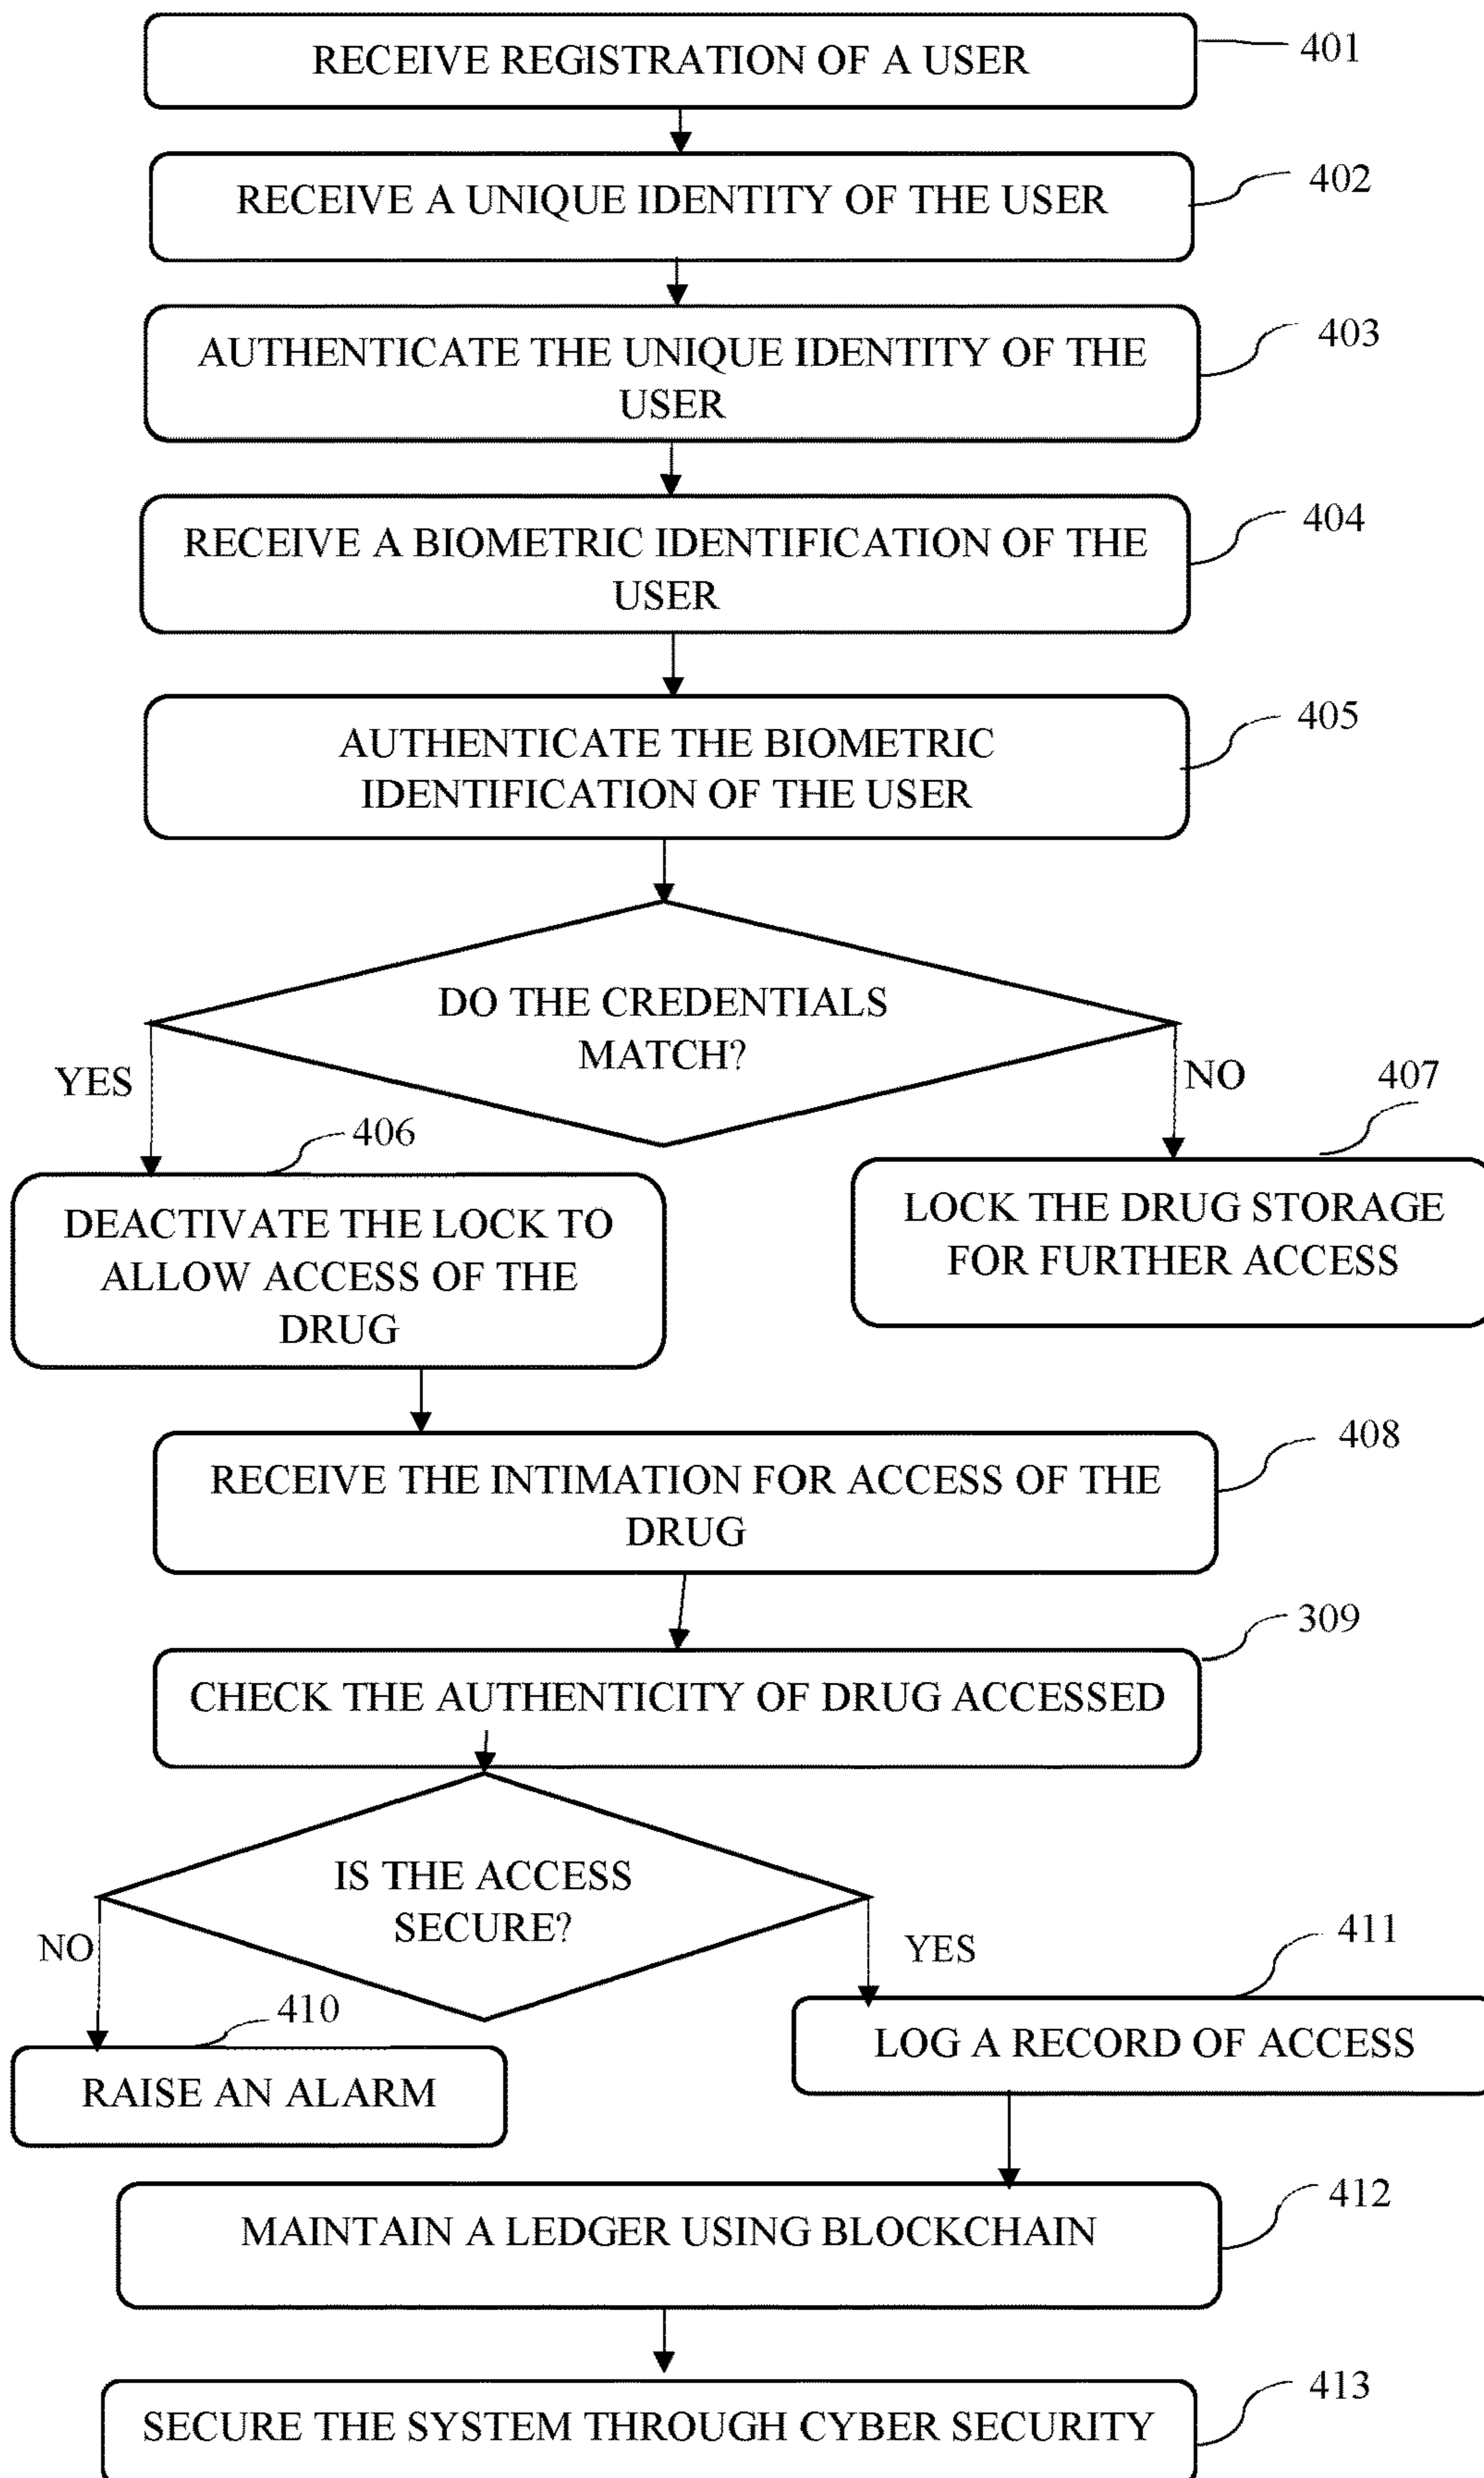 RECEIVE REGISTRATION OF A USER
401
RECEIVE A UNIQUE IDENTITY OF THE USER
402
AUTHENTICATE THE UNIQUE IDENTITY OF THE
USER
403
RECEIVE A BIOMETRIC IDENTIFICATION OF THE
USER
404
AUTHENTICATE THE BIOMETRIC
IDENTIFICATION OF THE USER
405
DO THE CREDENTIALS
MATCH?
YES
NO
406
DEACTIVATE THE LOCK TO
ALLOW ACCESS OF THE
DRUG
407
LOCK THE DRUG STORAGE
FOR FURTHER ACCESS
RECEIVE THE INTIMATION FOR ACCESS OF THE
DRUG
408
CHECK THE AUTHENTICITY OF DRUG ACCESSED
309
IS THE ACCESS
SECURE?
NO
YES
410
RAISE AN ALARM
411
LOG A RECORD OF ACCESS
MAINTAIN A LEDGER USING BLOCKCHAIN
412
SECURE THE SYSTEM THROUGH CYBER SECURITY
413